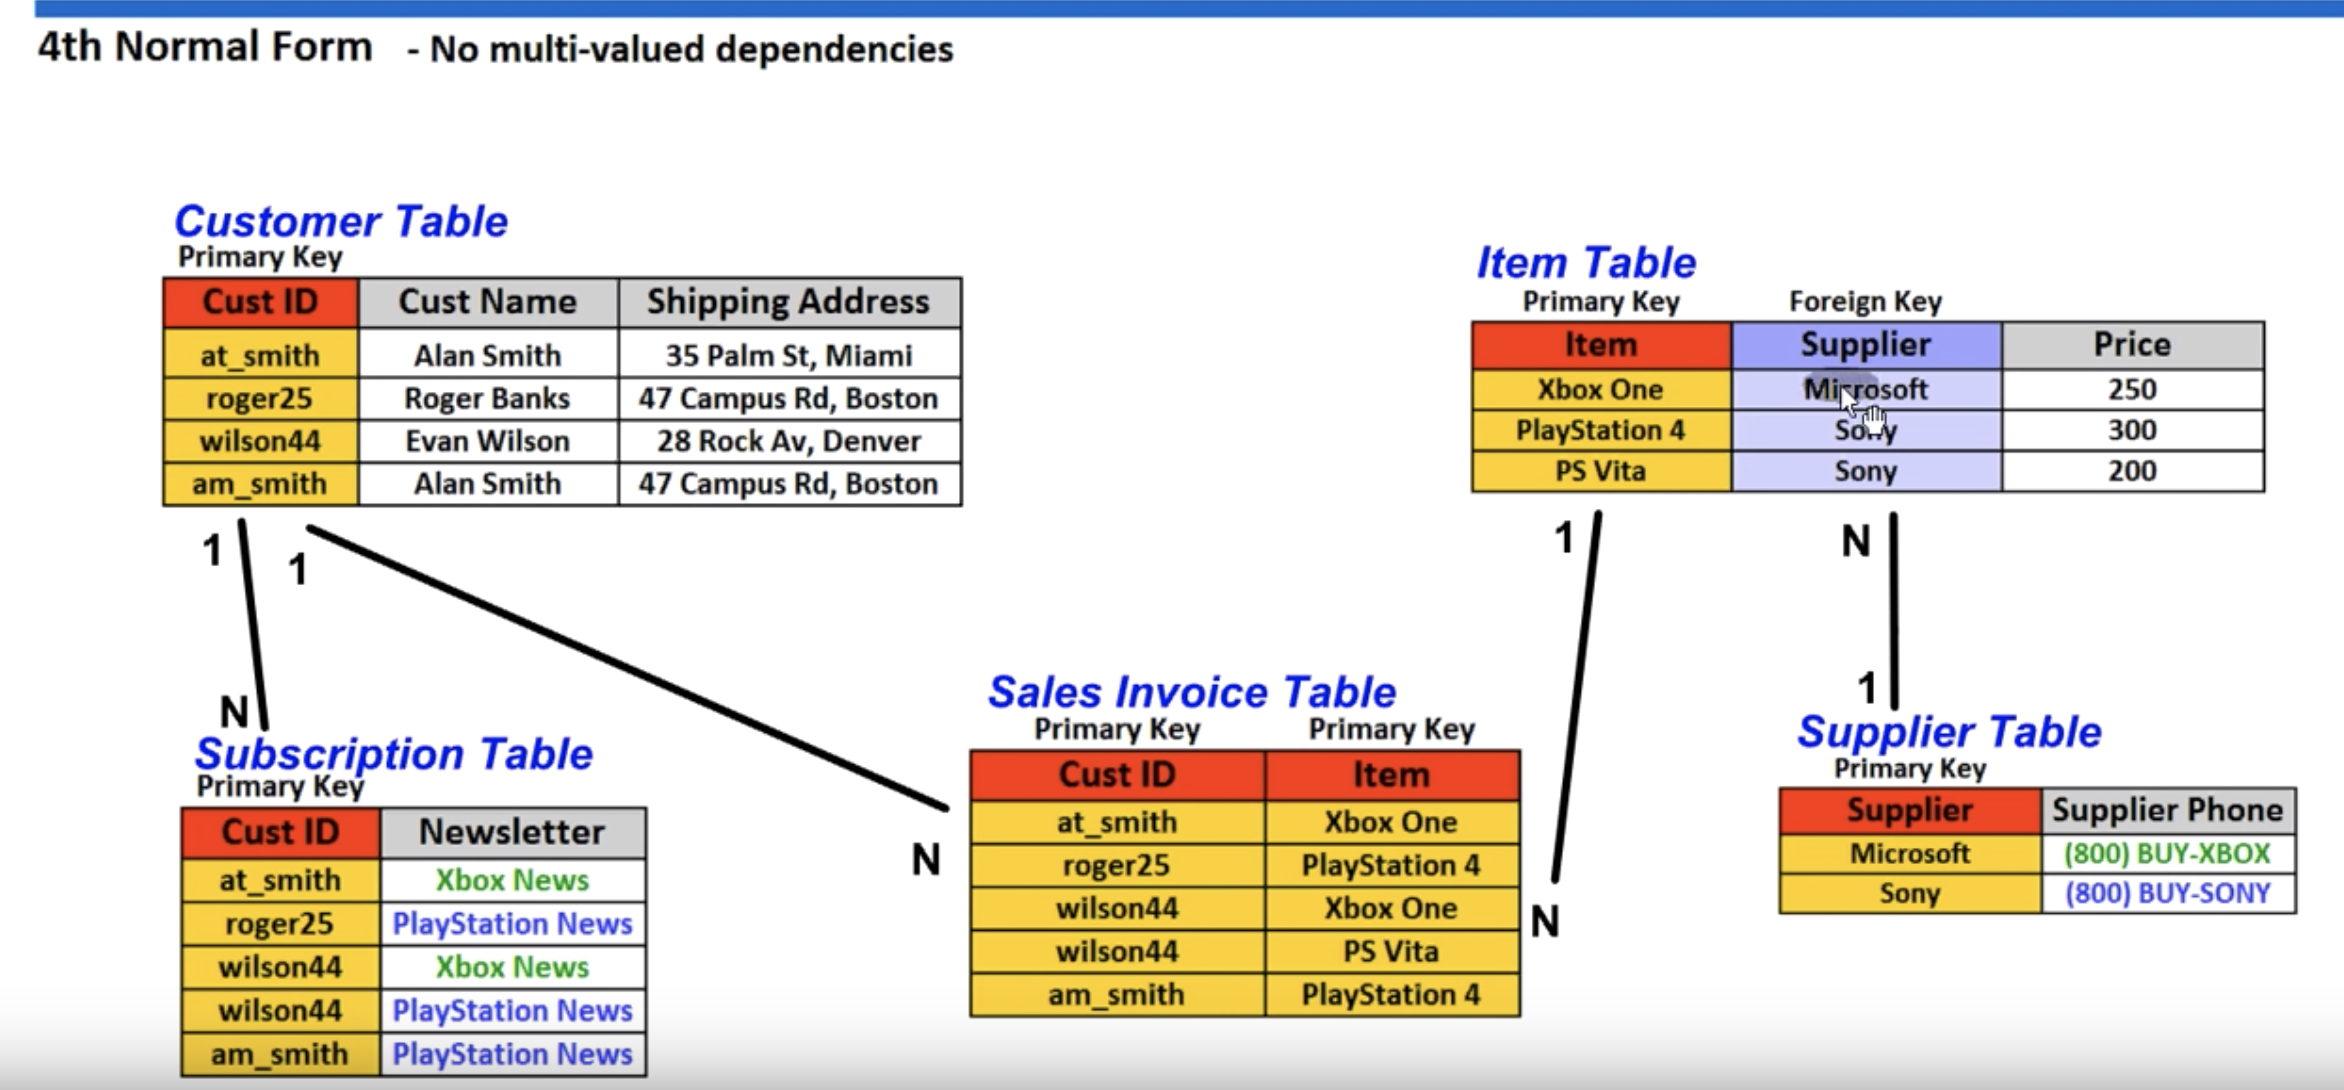 4th Normal Form - No multi-valued dependencies
Customer Table
Primary Key
Cust ID Cust Name Shipping Address
at_smith Alan Smith 35 Palm St, Miami
roger25 Roger Banks 47 Campus Rd, Boston
wilson44 Evan Wilson 28 Rock Av, Denver
am_smith Alan Smith 47 Campus Rd, Boston
Item Table
Primary Key Foreign Key
Item Supplier Price
Xbox One Microsoft 250
PlayStation 4 Sony 300
PS Vita Sony 200
1 1
N
N
1 N
N
1
Subscription Table
Primary Key
Cust ID Newsletter
at_smith Xbox News
roger25 PlayStation News
wilson44 Xbox News
wilson44 PlayStation News
am_smith PlayStation News
Sales Invoice Table
Primary Key Primary Key
Cust ID Item
at_smith Xbox One
roger25 PlayStation 4
wilson44 Xbox One
wilson44 PS Vita
am_smith PlayStation 4
Supplier Table
Primary Key
Supplier Supplier Phone
Microsoft (800) BUY-XBOX
Sony (800) BUY-SONY